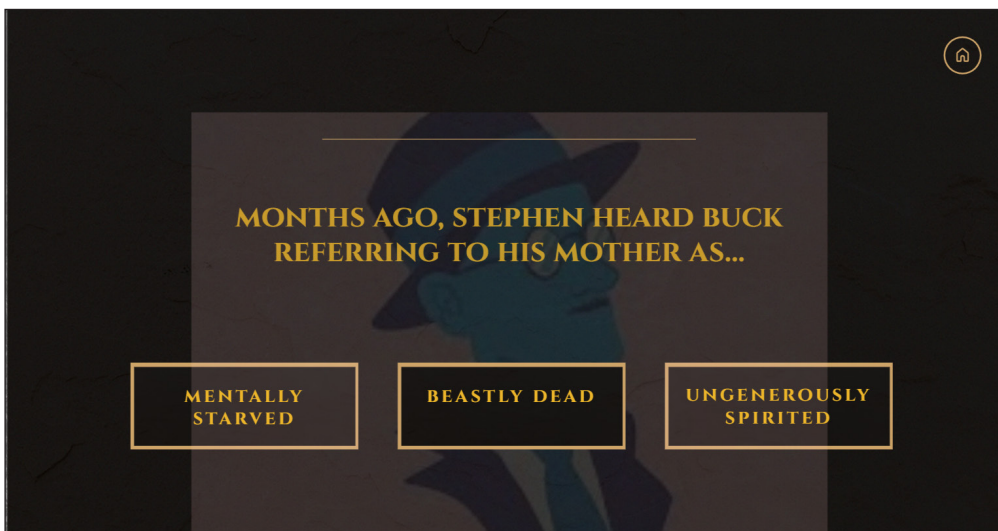 MONTHS AGO, STEPHEN HEARD BUCK
REFERRING TO HIS MOTHER AS...
MENTALLY
STARVED
BEASTLY DEAD
UNGENEROUSLY
SPIRITED